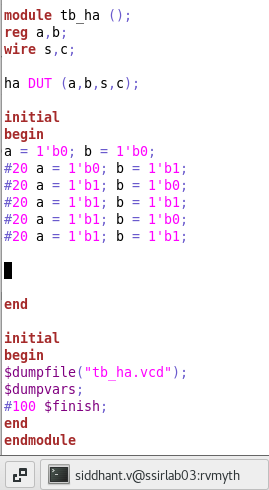 module tb_ha ();
reg a,b;
wire s,c;
ha DUT (a,b,s,c);
initial
begin
a = 1'b0; b = 1'b0;
#20 a = 1'b0; b = 1'b1;
#20 a = 1'b1; b = 1'b0;
#20 a = 1'b1; b = 1'b1;
#20 a = 1'b1; b = 1'b0;
#20 a = 1'b1; b = 1'b1;
end
initial
begin
$dumpfile("tb_ha.vcd");
$dumpvars;
#100 $finish;
end
endmodule
siddhant.v@ssirlab03:rvmyth